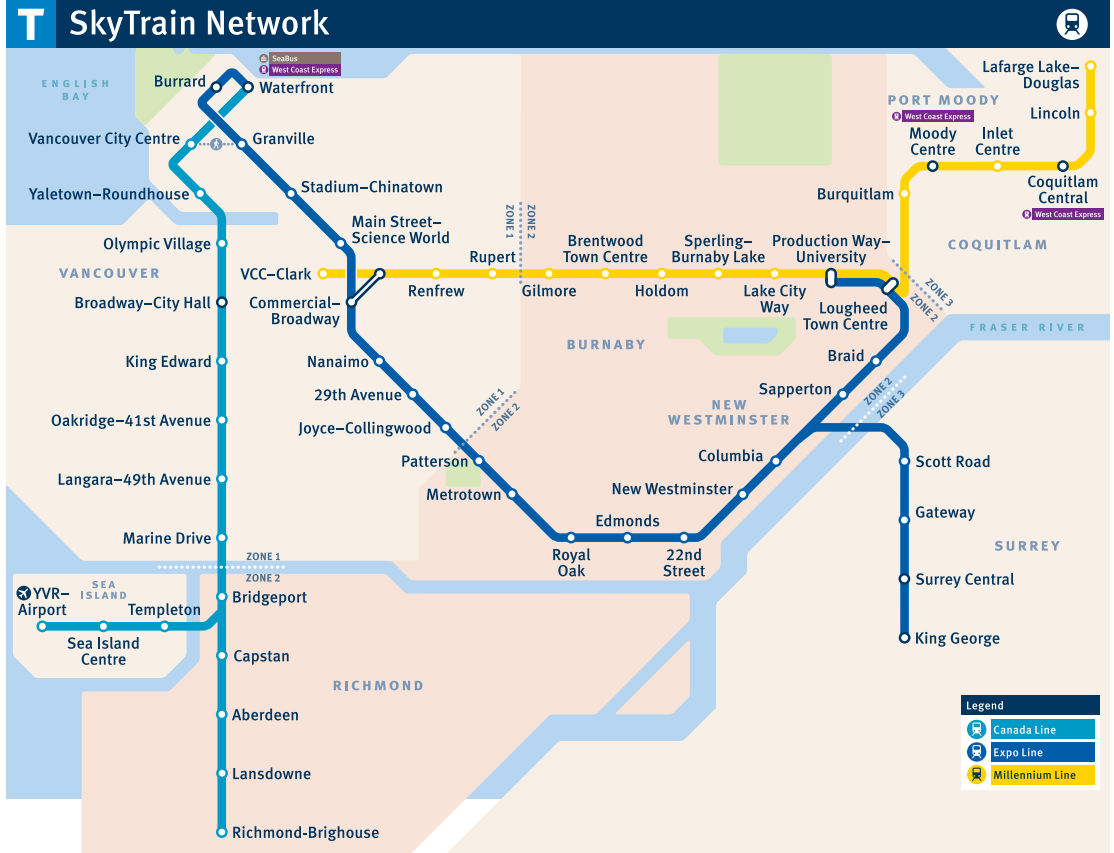 T SkyTrain Network
SeaBus
West Coast Express
ENGLISH
BAY
Burrard
Waterfront
Vancouver City Centre
Granville
Yaletown–Roundhouse
Stadium–Chinatown
Main Street–
Science World
Olympic Village
VANCOUVER
VCC–Clark
Broadway–City Hall
Commercial–
Broadway
King Edward
Nanaimo
29th Avenue
Oakridge–41st Avenue
Joyce–Collingwood
Langara–49th Avenue
Patterson
Metrotown
Marine Drive
ZONE 1
ZONE 2
Renfrew
Rupert
ZONE 1
ZONE 2
Gilmore
Brentwood
Town Centre
Holdom
Sperling–
Burnaby Lake
Lake City
Way
Production Way–
University
Lougheed
Town Centre
BURNABY
ZONE 1
ZONE 2
Lafarge Lake–
Douglas
PORT MOODY
West Coast Express
Lincoln
Moody
Centre
Inlet
Centre
Coquitlam
Central
West Coast Express
Burquitlam
COQUITLAM
ZONE 3
ZONE 2
FRASER RIVER
Braid
Sapperton
ZONE 2
ZONE 3
NEW
WESTMINSTER
Columbia
New Westminster
Edmonds
Royal
Oak
22nd
Street
Scott Road
Gateway
SURREY
Surrey Central
King George
SEA
ISLAND
YVR–
Airport
Templeton
Sea Island
Centre
Bridgeport
Capstan
RICHMOND
Aberdeen
Lansdowne
Richmond-Brighouse
Legend
Canada Line
Expo Line
Millennium Line